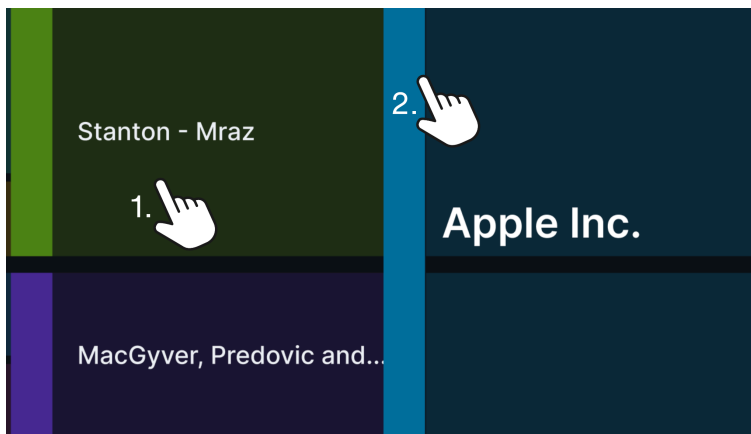 Stanton - Mraz
1.
2.
Apple Inc.
MacGyver, Predovic and...